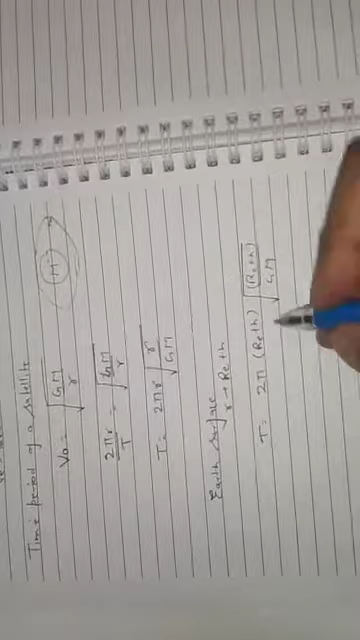 Time period of a satellite
V₀ = √(GM/r)
M
2πr/T = √(GM/r)
T = 2πr √(r/GM)
Earth surface
r → Re+h
T = 2π (Re+h) √((Re+h)/GM)